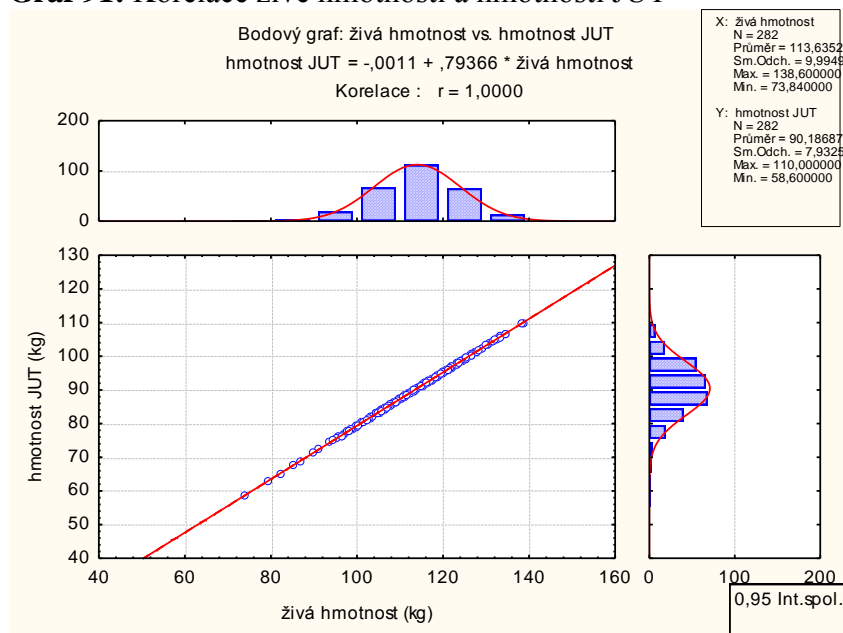 Graf 91: Korelace živé hmotnosti a hmotnosti JUT
Bodový graf: živá hmotnost vs. hmotnost JUT
hmotnost JUT = -,0011 + ,79366 * živá hmotnost
Korelace : r = 1,0000
X: živá hmotnost
N = 282
Průměr = 113,6352
Sm.Odch. = 9,9949
Max. = 138,600000
Min. = 73,840000
Y: hmotnost JUT
N = 282
Průměr = 90,18687
Sm.Odch. = 7,9325
Max. = 110,000000
Min. = 58,600000
200
100
0
130
120
110
100
90
80
70
60
50
40
hmotnost JUT (kg)
40 60 80 100 120 140 160
živá hmotnost (kg)
0 100 200
0,95 Int.spol.